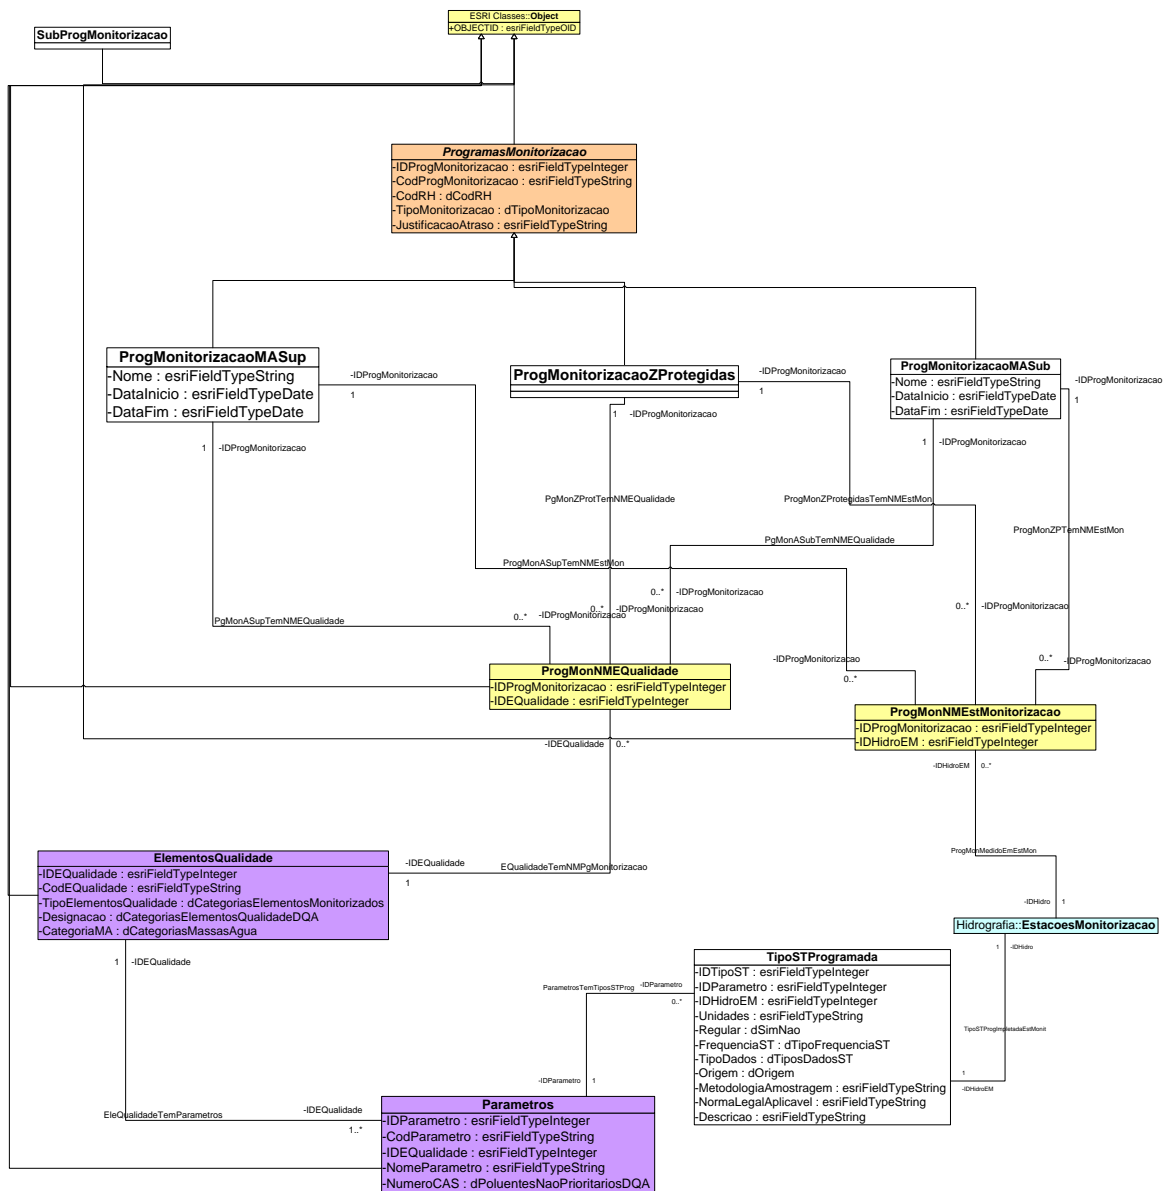 ESRI Classes::Object
+OBJECTID : esriFieldTypeOID
SubProgMonitorizacao
ProgramasMonitorizacao
-IDProgMonitorizacao : esriFieldTypeInteger
-CodProgMonitorizacao : esriFieldTypeString
-CodRH : dCodRH
-TipoMonitorizacao : dTipoMonitorizacao
-JustificacaoAtraso : esriFieldTypeString
ProgMonitorizacaoMASup
-Nome : esriFieldTypeString
-DataInicio : esriFieldTypeDate
-DataFim : esriFieldTypeDate
-IDProgMonitorizacao
1
1
-IDProgMonitorizacao
ProgMonitorizacaoZProtegidas
-IDProgMonitorizacao
1
1
-IDProgMonitorizacao
ProgMonitorizacaoMASub
-Nome : esriFieldTypeString
-DataInicio : esriFieldTypeDate
-DataFim : esriFieldTypeDate
-IDProgMonitorizacao
1
1
-IDProgMonitorizacao
PgMonZProtTemNMEQualidade
ProgMonZProtegidasTemNMEstMon
ProgMonZPTemNMEstMon
PgMonASubTemNMEQualidade
ProgMonASupTemNMEstMon
PgMonASupTemNMEQualidade
0..*
-IDProgMonitorizacao
0..*
-IDProgMonitorizacao
0..*
-IDProgMonitorizacao
0..*
-IDProgMonitorizacao
-IDProgMonitorizacao
0..*
0..*
-IDProgMonitorizacao
ProgMonNMEQualidade
-IDProgMonitorizacao : esriFieldTypeInteger
-IDEQualidade : esriFieldTypeInteger
ProgMonNMEstMonitorizacao
-IDProgMonitorizacao : esriFieldTypeInteger
-IDHidroEM : esriFieldTypeInteger
-IDEQualidade
0..*
-IDHidroEM
0..*
ProgMonMedidoEmEstMon
ElementosQualidade
-IDEQualidade : esriFieldTypeInteger
-CodEQualidade : esriFieldTypeString
-TipoElementosQualidade : dCategoriasElementosMonitorizados
-Designacao : dCategoriasElementosQualidadeDQA
-CategoriaMA : dCategoriasMassasAgua
-IDEQualidade
1
EQualidadeTemNMPgMonitorizacao
-IDHidro
1
Hidrografia::EstacoesMonitorizacao
1
-IDHidro
1
-IDEQualidade
TipoSTProgramada
-IDTipoST : esriFieldTypeInteger
-IDParametro : esriFieldTypeInteger
-IDHidroEM : esriFieldTypeInteger
-Unidades : esriFieldTypeString
-Regular : dSimNao
-FrequenciaST : dTipoFrequenciaST
-TipoDados : dTiposDadosST
-Origem : dOrigem
-MetodologiaAmostragem : esriFieldTypeString
-NormaLegalAplicavel : esriFieldTypeString
-Descricao : esriFieldTypeString
ParametrosTemTiposSTProg
-IDParametro
0..*
TipoSTProgImpletadaEstMonit
1
-IDHidroEM
-IDParametro
1
EleQualidadeTemParametros
-IDEQualidade
1..*
Parametros
-IDParametro : esriFieldTypeInteger
-CodParametro : esriFieldTypeString
-IDEQualidade : esriFieldTypeInteger
-NomeParametro : esriFieldTypeString
-NumeroCAS : dPoluentesNaoPrioritariosDQA